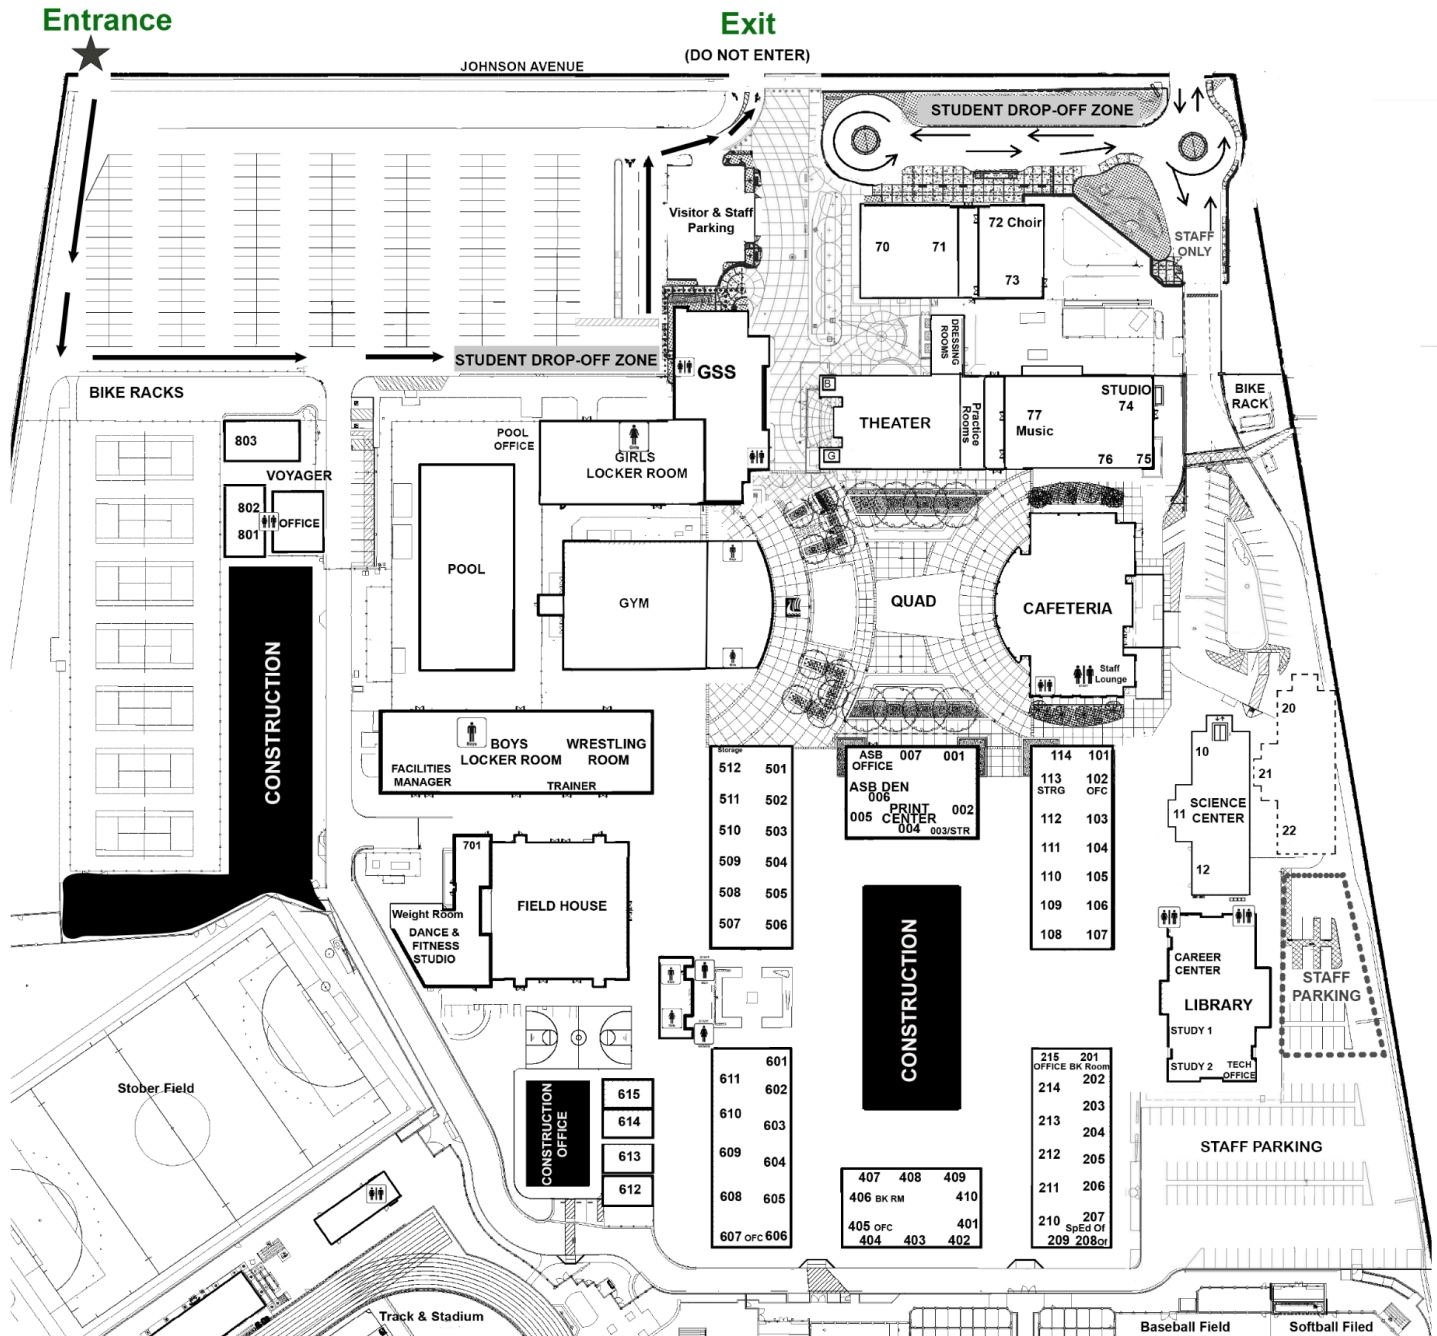 Entrance
Exit
(DO NOT ENTER)
JOHNSON AVENUE
STUDENT DROP-OFF ZONE
Visitor & Staff
Parking
70
71
72 Choir
73
STAFF
ONLY
DRESSING
ROOMS
STUDENT DROP-OFF ZONE
GSS
BIKE RACKS
BIKE
RACK
B
THEATER
G
Practice
Rooms
77
Music
STUDIO
74
76
75
803
POOL
OFFICE
GIRLS
LOCKER ROOM
VOYAGER
802
801
OFFICE
POOL
GYM
QUAD
CAFETERIA
Staff
Lounge
CONSTRUCTION
BOYS
LOCKER ROOM
WRESTLING
ROOM
FACILITIES
MANAGER
TRAINER
Storage
512
501
511
502
510
503
509
504
508
505
507
506
ASB
OFFICE
007
001
ASB DEN
006
PRINT
CENTER
005
002
004
003/STR
114
101
113
STRG
102
OFC
112
103
111
104
110
105
109
106
108
107
10
11
SCIENCE
CENTER
12
20
21
22
701
Weight Room
DANCE &
FITNESS
STUDIO
FIELD HOUSE
CAREER
CENTER
LIBRARY
STUDY 1
STUDY 2
TECH
OFFICE
STAFF
PARKING
CONSTRUCTION
Stober Field
CONSTRUCTION
OFFICE
615
614
613
612
601
611
602
610
603
609
604
608
605
607 OFC
606
215
OFFICE
201
BK Room
214
202
203
213
204
212
205
211
206
210
207
SpEd Of
209
208Of
STAFF PARKING
407
408
409
406 BK RM
410
405 OFC
401
404
403
402
Track & Stadium
Baseball Field
Softball Filed